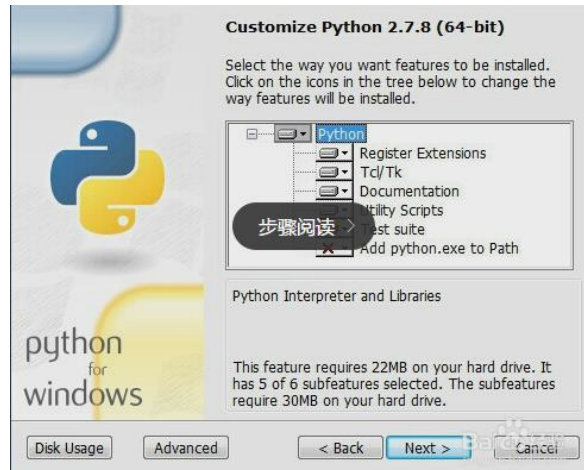 Customize Python 2.7.8 (64-bit)
Select the way you want features to be installed.
Click on the icons in the tree below to change the
way features will be installed.
Python
Register Extensions
Tcl/Tk
Documentation
Utility Scripts
步骤阅读
Test suite
Add python.exe to Path
Python Interpreter and Libraries
This feature requires 22MB on your hard drive. It
has 5 of 6 subfeatures selected. The subfeatures
require 30MB on your hard drive.
python
for
windows
Disk Usage
Advanced
< Back
Next >
Cancel